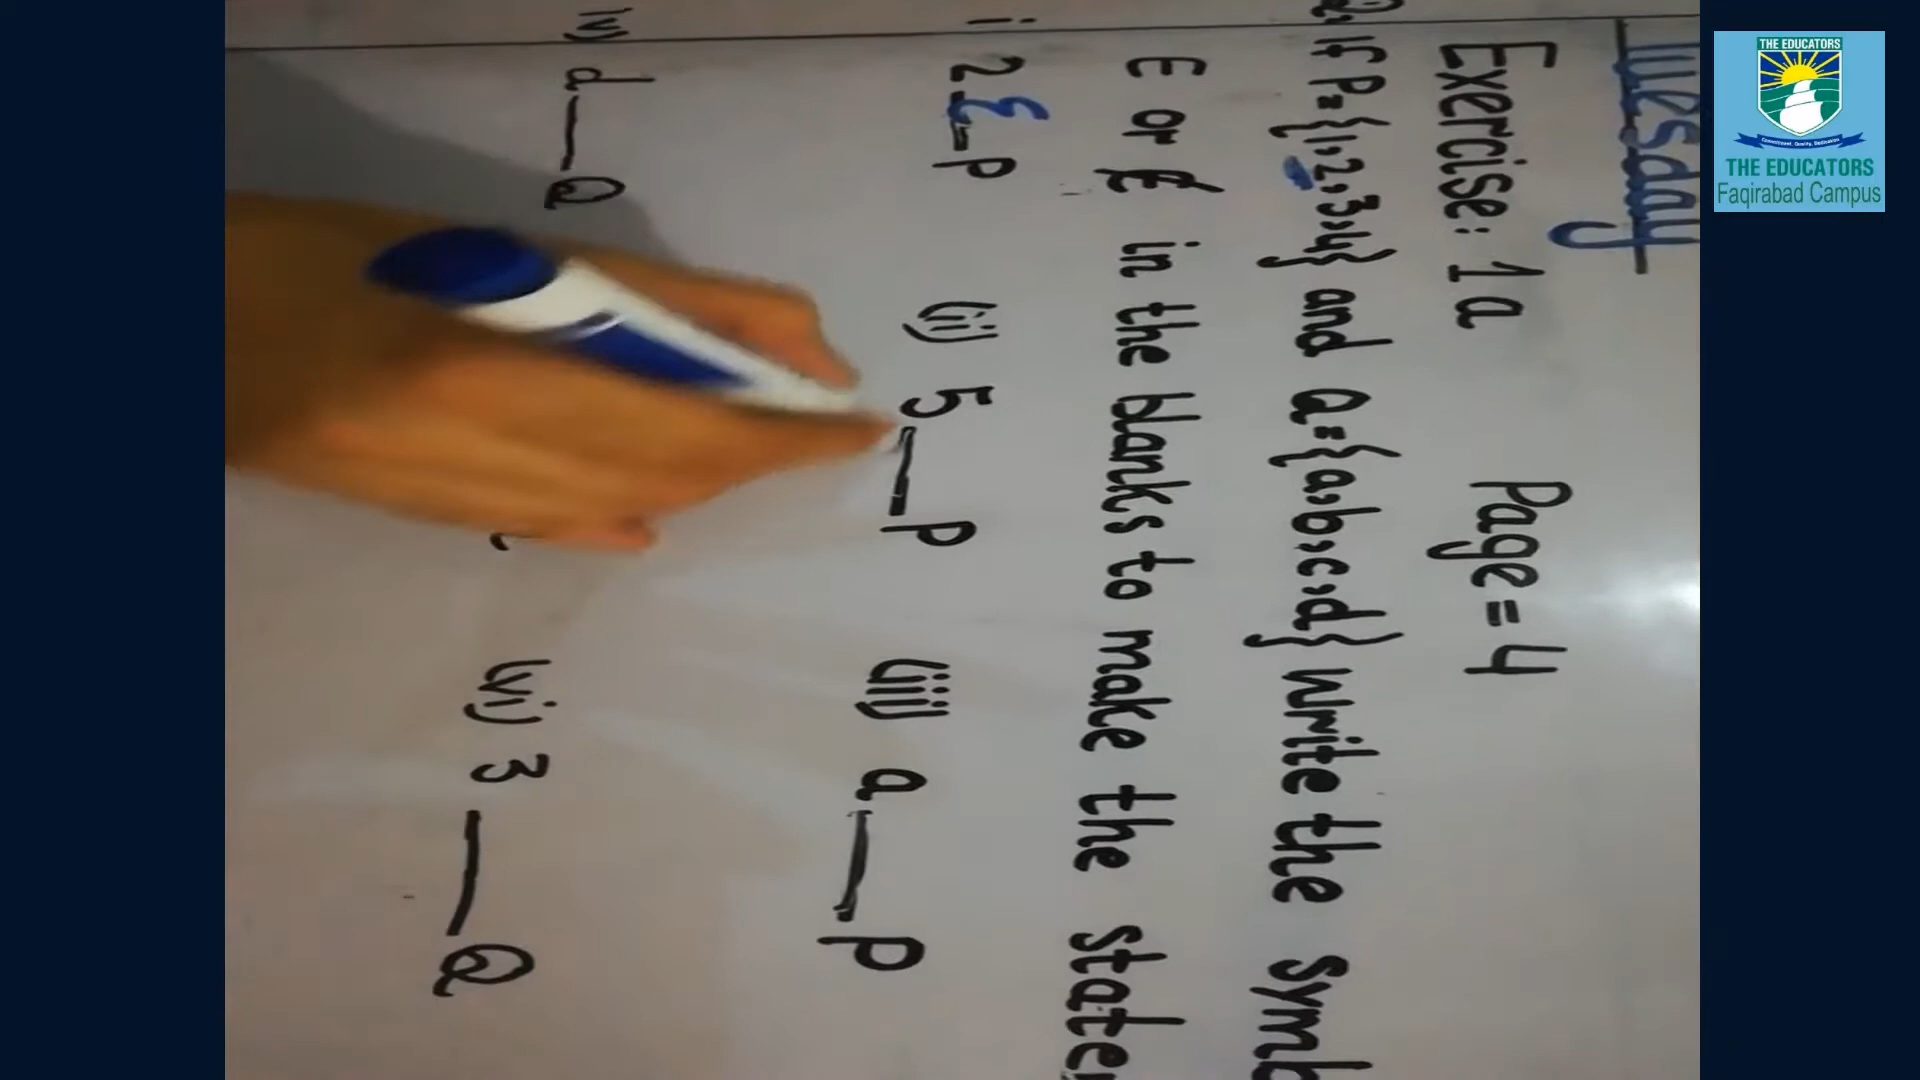 Tuesday
Exercise: 1a Page = 4
2. If P={1,2,3,4} and Q={a,b,c,d} write the symb
∈ or ∉ in the blanks to make the state
i 2 ∈ P (ii) 5 __ P (iii) a __ P
iv) d __ Q (vi) 3 __ Q
THE EDUCATORS
THE EDUCATORS
Faqirabad Campus